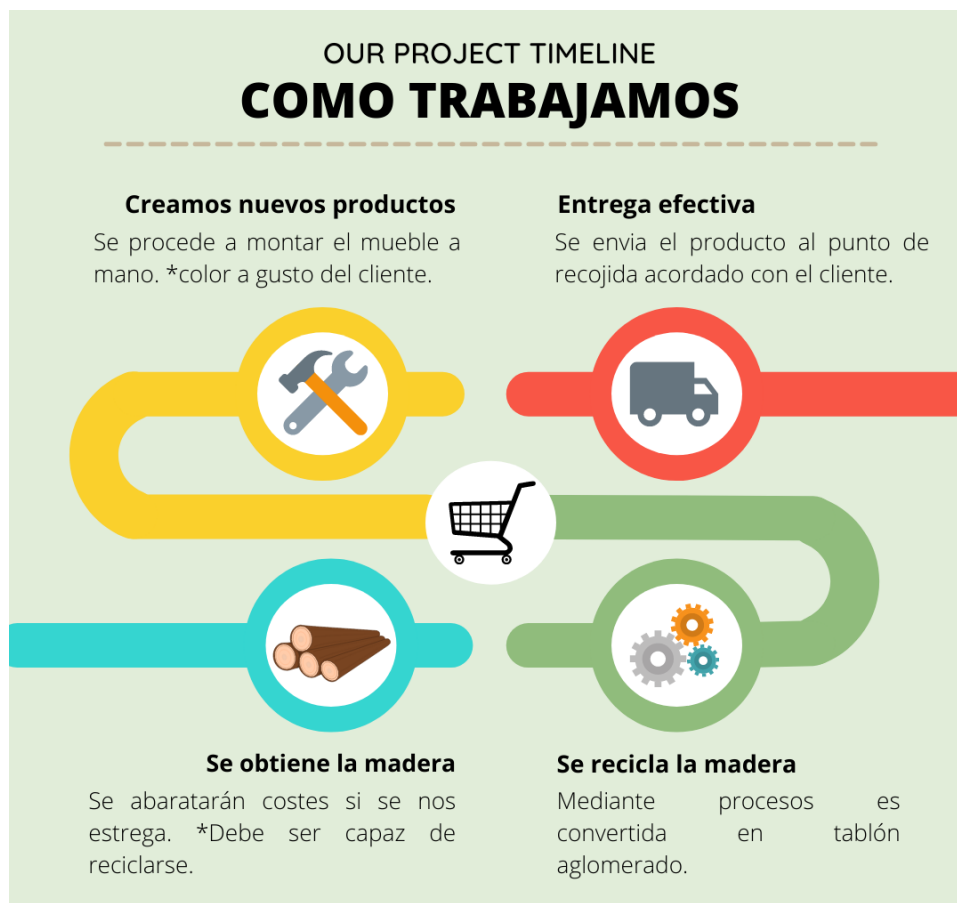 OUR PROJECT TIMELINE
COMO TRABAJAMOS
Creamos nuevos productos
Se procede a montar el mueble a
mano. *color a gusto del cliente.
Entrega efectiva
Se envia el producto al punto de
recojida acordado con el cliente.
Se obtiene la madera
Se abaratarán costes si se nos
estrega. *Debe ser capaz de
reciclarse.
Se recicla la madera
Mediante procesos es
convertida en tablón
aglomerado.